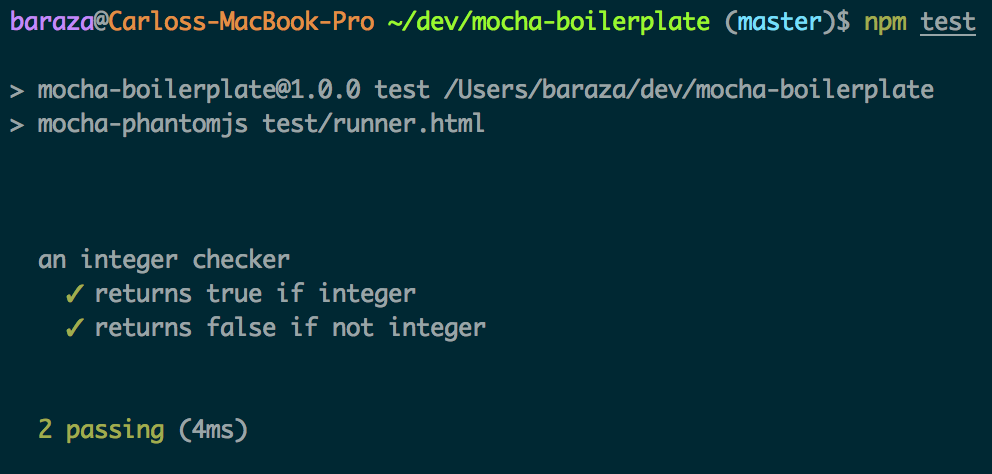 baraza@Carloss-MacBook-Pro ~/dev/mocha-boilerplate (master)$ npm test
> mocha-boilerplate@1.0.0 test /Users/baraza/dev/mocha-boilerplate
> mocha-phantomjs test/runner.html
an integer checker
✓ returns true if integer
✓ returns false if not integer
2 passing (4ms)